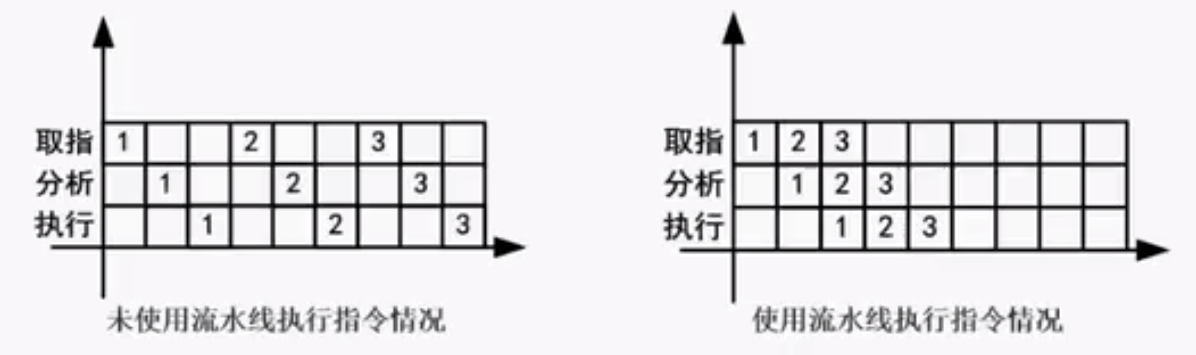 取指 1 2 3
分析 1 2 3
执行 1 2 3
未使用流水线执行指令情况
取指 1 2 3
分析 1 2 3
执行 1 2 3
使用流水线执行指令情况